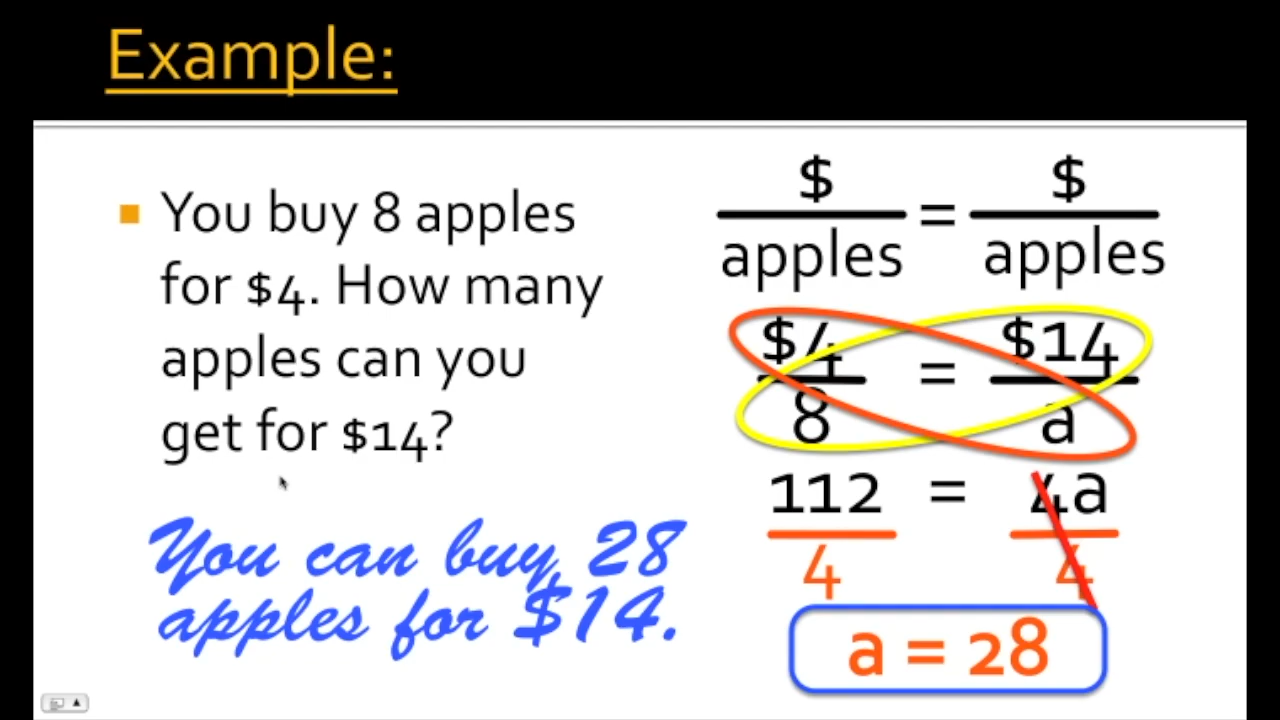 Example:
You buy 8 apples
for $4. How many
apples can you
get for $14?
You can buy 28
apples for $14.
$ = $
apples apples
$4 = $14
8 a
112 = 4a
4 4
a = 28